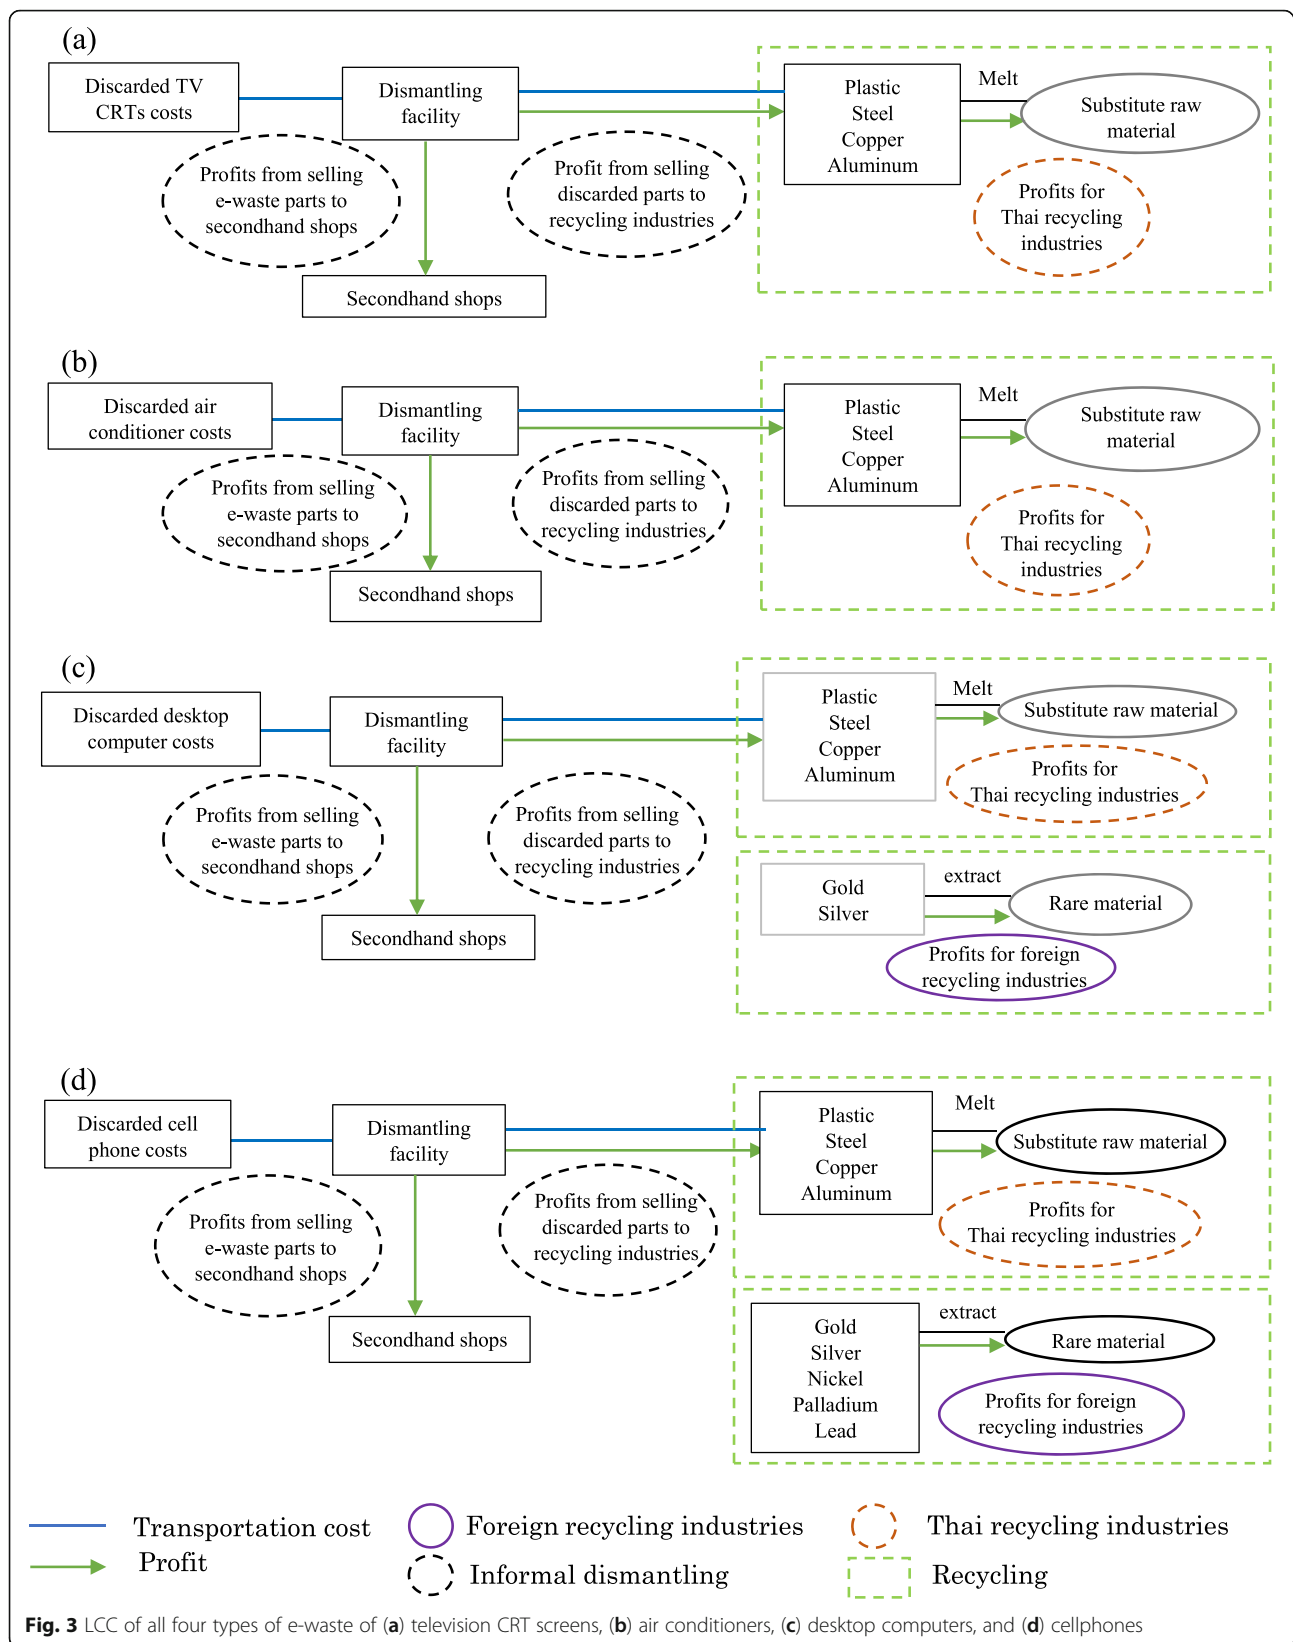 (a)
Discarded TV
CRTs costs
Dismantling
facility
Plastic
Steel
Copper
Aluminum
Melt
Substitute raw
material
Profits from selling
e-waste parts to
secondhand shops
Profit from selling
discarded parts to
recycling industries
Profits for
Thai recycling
industries
Secondhand shops
(b)
Discarded air
conditioner costs
Dismantling
facility
Plastic
Steel
Copper
Aluminum
Melt
Substitute raw
material
Profits from selling
e-waste parts to
secondhand shops
Profits from selling
discarded parts to
recycling industries
Profits for
Thai recycling
industries
Secondhand shops
(c)
Discarded desktop
computer costs
Dismantling
facility
Plastic
Steel
Copper
Aluminum
Melt
Substitute raw material
Profits for
Thai recycling industries
Profits from selling
e-waste parts to
secondhand shops
Profits from selling
discarded parts to
recycling industries
Secondhand shops
Gold
Silver
extract
Rare material
Profits for foreign
recycling industries
(d)
Discarded cell
phone costs
Dismantling
facility
Plastic
Steel
Copper
Aluminum
Melt
Substitute raw material
Profits for
Thai recycling industries
Profits from selling
e-waste parts to
secondhand shops
Profits from selling
discarded parts to
recycling industries
Secondhand shops
Gold
Silver
Nickel
Palladium
Lead
extract
Rare material
Profits for foreign
recycling industries
Transportation cost
Foreign recycling industries
Thai recycling industries
Profit
Informal dismantling
Recycling
Fig. 3 LCC of all four types of e-waste of (a) television CRT screens, (b) air conditioners, (c) desktop computers, and (d) cellphones